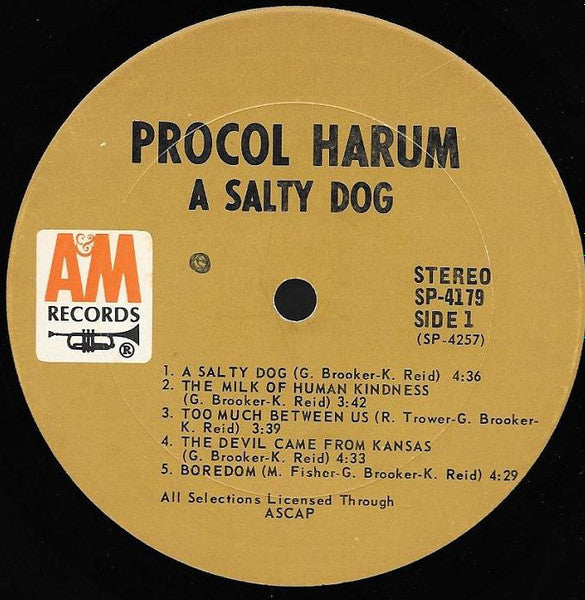 PROCOL HARUM
A SALTY DOG
A&M
RECORDS
®
STEREO
SP-4179
SIDE 1
(SP-4257)
1. A SALTY DOG (G. Brooker-K. Reid) 4:36
2. THE MILK OF HUMAN KINDNESS
(G. Brooker-K. Reid) 3:42
3. TOO MUCH BETWEEN US (R. Trower-G. Brooker-
K. Reid) 3:39
4. THE DEVIL CAME FROM KANSAS
(G. Brooker-K. Reid) 4:33
5. BOREDOM (M. Fisher-G. Brooker-K. Reid) 4:29
All Selections Licensed Through
ASCAP